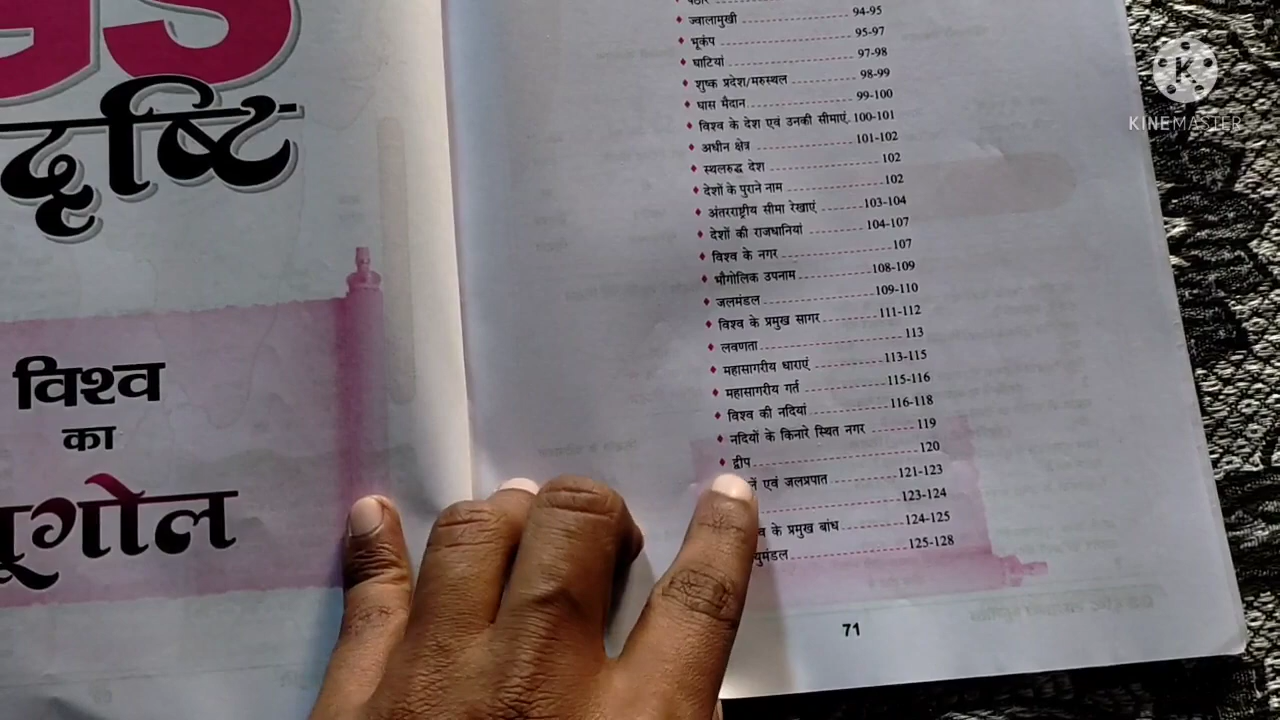 GS
दृष्टि
विश्व
का
भूगोल
ज्वालामुखी 94-95
भूकंप 95-97
घाटियां 97-98
शुष्क प्रदेश/मरुस्थल 98-99
घास मैदान 99-100
विश्व के देश एवं उनकी सीमाएं 100-101
अधीन क्षेत्र 101-102
स्थलरुद्ध देश 102
देशों के पुराने नाम 102
अंतरराष्ट्रीय सीमा रेखाएं 103-104
देशों की राजधानियां 104-107
विश्व के नगर 107
भौगोलिक उपनाम 108-109
जलमंडल 109-110
विश्व के प्रमुख सागर 111-112
लवणता 113
महासागरीय धाराएं 113-115
महासागरीय गर्त 115-116
विश्व की नदियां 116-118
नदियों के किनारे स्थित नगर 119
द्वीप 120
एवं जलप्रपात 121-123
123-124
के प्रमुख बांध 124-125
125-128
71
KINEMASTER